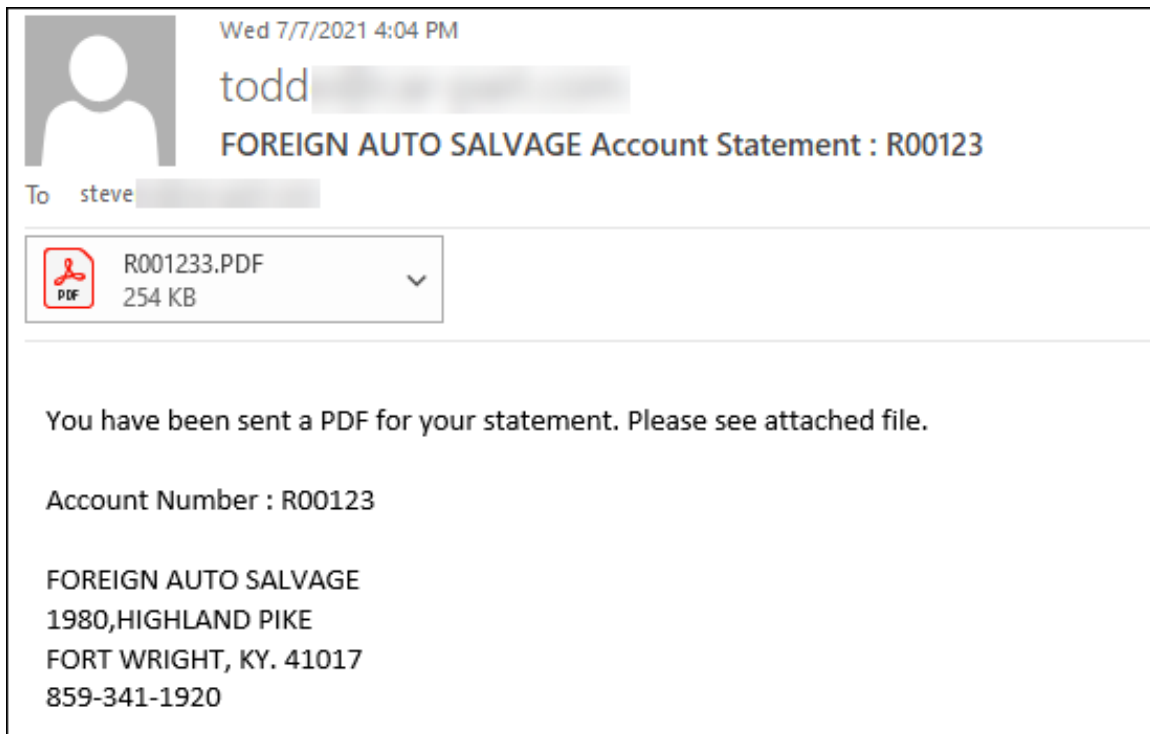 Wed 7/7/2021 4:04 PM
todd
FOREIGN AUTO SALVAGE Account Statement : R00123
To steve
R001233.PDF
PDF
254 KB
You have been sent a PDF for your statement. Please see attached file.
Account Number : R00123
FOREIGN AUTO SALVAGE
1980,HIGHLAND PIKE
FORT WRIGHT, KY. 41017
859-341-1920